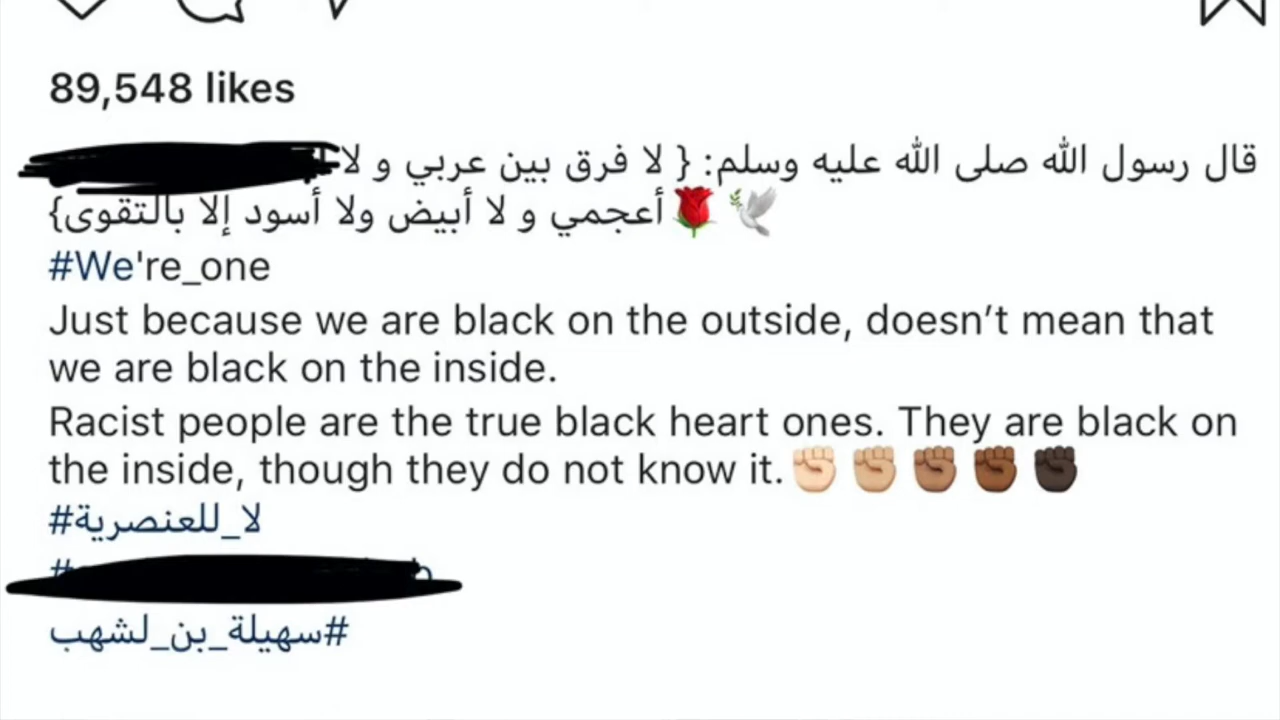 89,548 likes
قال رسول الله صلى الله عليه وسلم: { لا فرق بين عربي و لا
أعجمي و لا أبيض ولا أسود إلا بالتقوى}🌹🕊
#We're_one
Just because we are black on the outside, doesn’t mean that
we are black on the inside.
Racist people are the true black heart ones. They are black on
the inside, though they do not know it.✊🏻✊🏼✊🏽✊🏾✊🏿
#لا_للعنصرية
#سهيلة_بن_لشهب